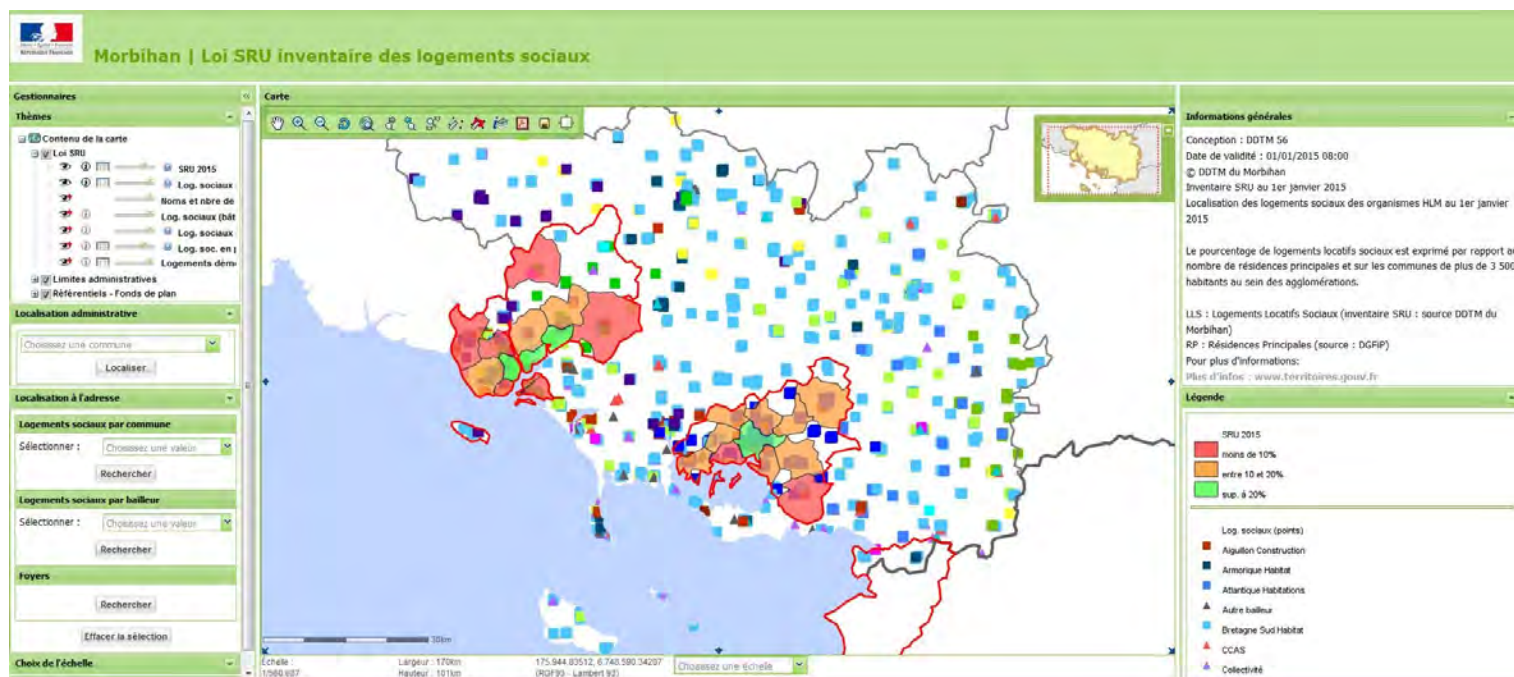 Morbihan | Loi SRU inventaire des logements sociaux
Gestionnaires
Thèmes
Contenu de la carte
Loi SRU
SRU 2015
Log. sociaux
Noms et nbre de
Log. sociaux (bât
Log. sociaux
Log. soc. en p
Logements dém
Limites administratives
Référentiels - Fonds de plan
Localisation administrative
Choisissez une commune
Localiser
Localisation à l'adresse
Logements sociaux par commune
Sélectionner :
Choisissez une valeur
Rechercher
Logements sociaux par bailleur
Sélectionner :
Choisissez une valeur
Rechercher
Foyers
Rechercher
Effacer la sélection
Choix de l'échelle
Carte
Echelle :
Largeur : 170km
Hauteur : 101km
175.944.83512, 6.748.590.34207
(RGF93 - Lambert 93)
Choisissez une échelle
Informations générales
Conception : DDTM 56
Date de validité : 01/01/2015 08:00
© DDTM du Morbihan
Inventaire SRU au 1er janvier 2015
Localisation des logements sociaux des organismes HLM au 1er janvier
2015
Le pourcentage de logements locatifs sociaux est exprimé par rapport au
nombre de résidences principales et sur les communes de plus de 3 500
habitants au sein des agglomérations.
LLS : Logements Locatifs Sociaux (inventaire SRU : source DDTM du
Morbihan)
RP : Résidences Principales (source : DGFiP)
Pour plus d'informations:
Plus d'infos : www.territoires.gouv.fr
Légende
SRU 2015
moins de 10%
entre 10 et 20%
sup. à 20%
Log. sociaux (points)
Aiguillon Construction
Armorique Habitat
Atlantique Habitations
Autre bailleur
Bretagne Sud Habitat
CCAS
Collectivité